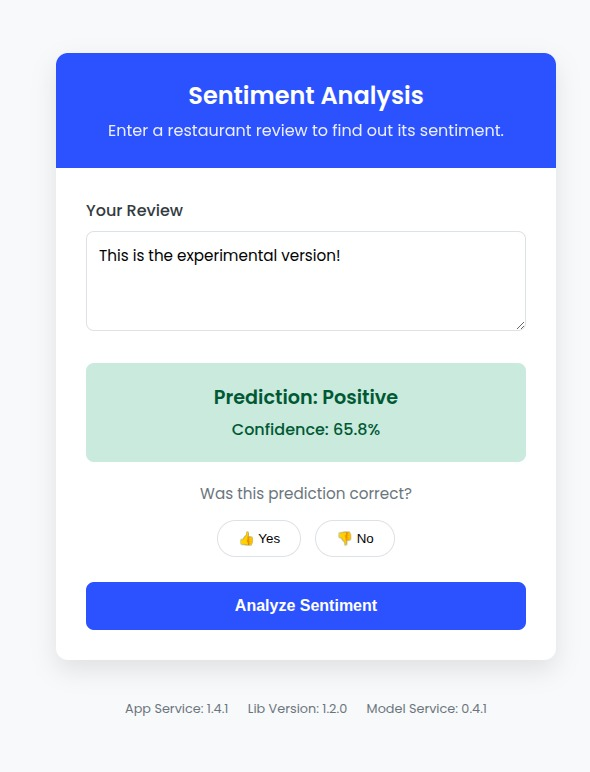 Sentiment Analysis
Enter a restaurant review to find out its sentiment.
Your Review
This is the experimental version!
Prediction: Positive
Confidence: 65.8%
Was this prediction correct?
👍 Yes 👎 No
Analyze Sentiment
App Service: 1.4.1 Lib Version: 1.2.0 Model Service: 0.4.1